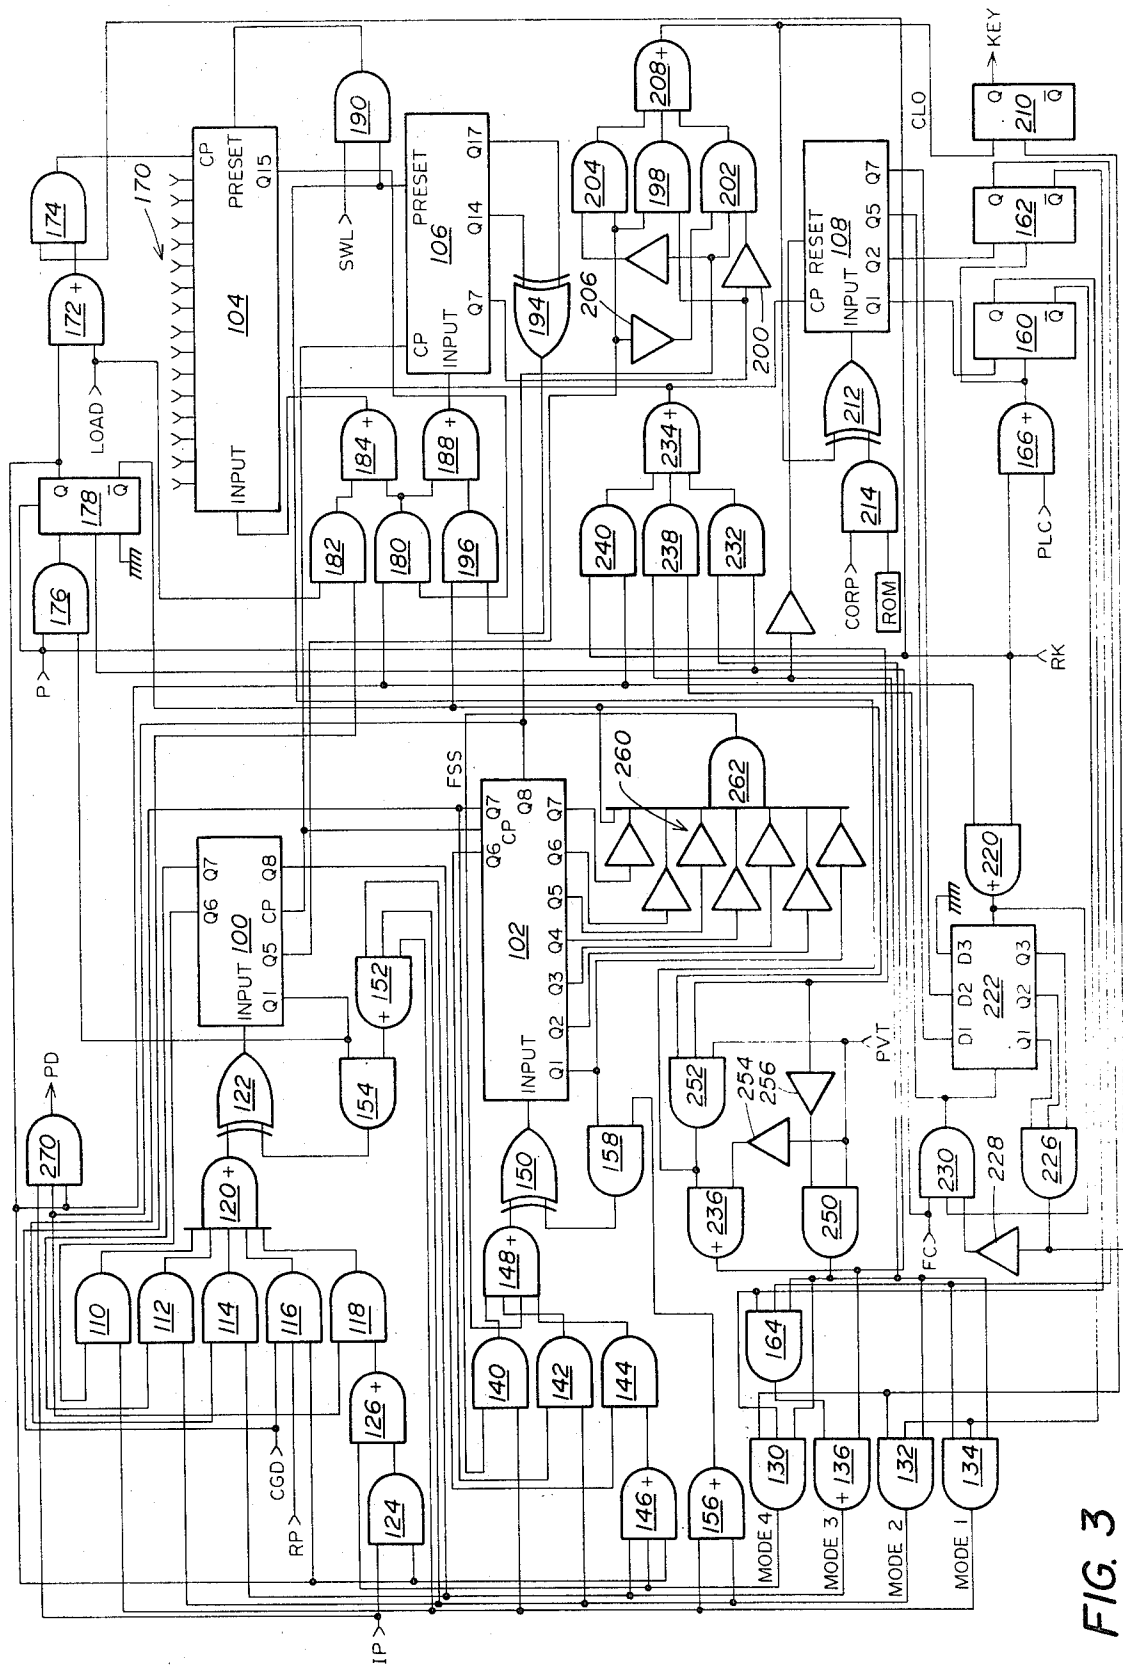 174
172 +
LOAD >
170
CP
PRESET
Q15
104
INPUT
190
SWL >
Q
178
Q̄
176
P >
184 +
182
180
188 +
196
PRESET
Q17
Q14
106
CP
INPUT
Q7
194
204
198
202
208 +
206
200
240
238
232
234 +
CP RESET
108
INPUT
Q7
Q5
Q2
Q1
CLO
212
214
CORP >
ROM
Q
210
Q̄
KEY
Q
162
Q̄
Q
160
Q̄
166 +
PLC >
RK
PD
270
Q7
Q6
100
INPUT
Q8
CP
Q5
Q1
122
120 +
154
+ 152
110
112
114
116
118
126 +
124
CGD >
RP >
IP >
FSS
Q7
Q6
CP
Q8
102
INPUT
Q7
Q6
Q5
Q4
Q3
Q2
Q1
260
262
150
158
148 +
140
142
144
146 +
156 +
252
254
256
+ 236
250
PVT
+ 220
D3
D2
D1
222
Q3
Q2
Q1
230
226
228
FC >
164
130
+ 136
132
134
MODE 4
MODE 3
MODE 2
MODE 1
FIG. 3